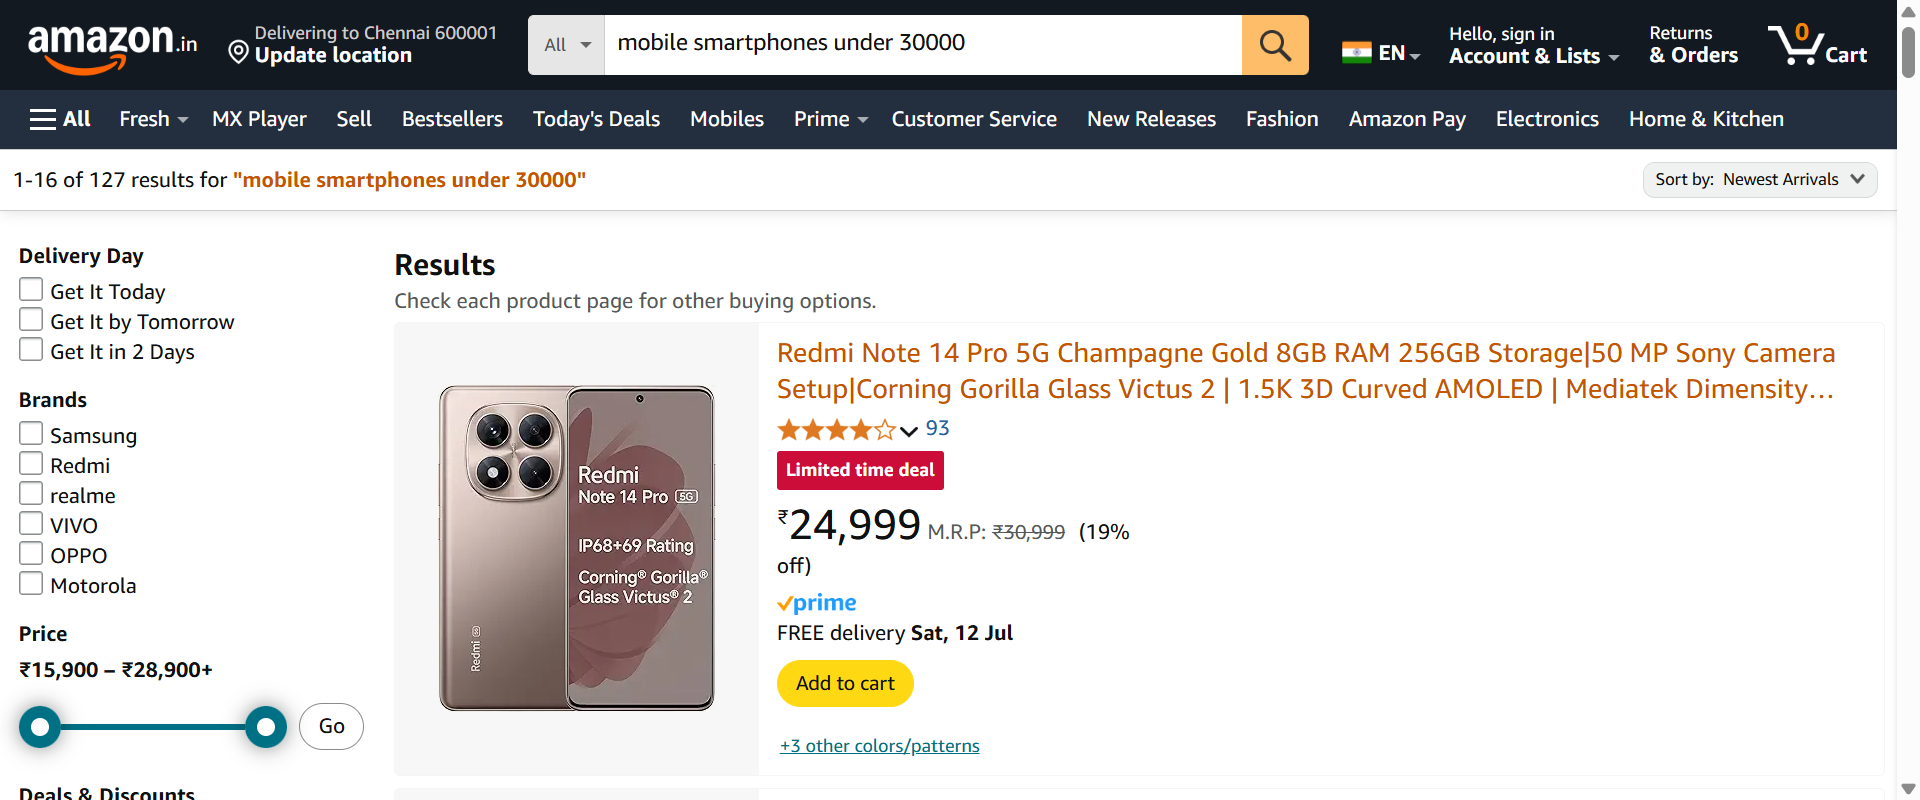 amazon.in
Delivering to Chennai 600001
Update location
All
mobile smartphones under 30000
EN
Hello, sign in
Account & Lists
Returns
& Orders
0
Cart
All
Fresh
MX Player
Sell
Bestsellers
Today's Deals
Mobiles
Prime
Customer Service
New Releases
Fashion
Amazon Pay
Electronics
Home & Kitchen
1-16 of 127 results for "mobile smartphones under 30000"
Sort by: Newest Arrivals
Delivery Day
Get It Today
Get It by Tomorrow
Get It in 2 Days
Brands
Samsung
Redmi
realme
VIVO
OPPO
Motorola
Price
₹15,900 – ₹28,900+
Go
Deals & Discounts
Results
Check each product page for other buying options.
Redmi
Note 14 Pro 5G
IP68+69 Rating
Corning® Gorilla®
Glass Victus® 2
Redmi 5G
Redmi Note 14 Pro 5G Champagne Gold 8GB RAM 256GB Storage|50 MP Sony Camera
Setup|Corning Gorilla Glass Victus 2 | 1.5K 3D Curved AMOLED | Mediatek Dimensity…
93
Limited time deal
₹24,999 M.R.P: ₹30,999 (19%
off)
prime
FREE delivery Sat, 12 Jul
Add to cart
+3 other colors/patterns